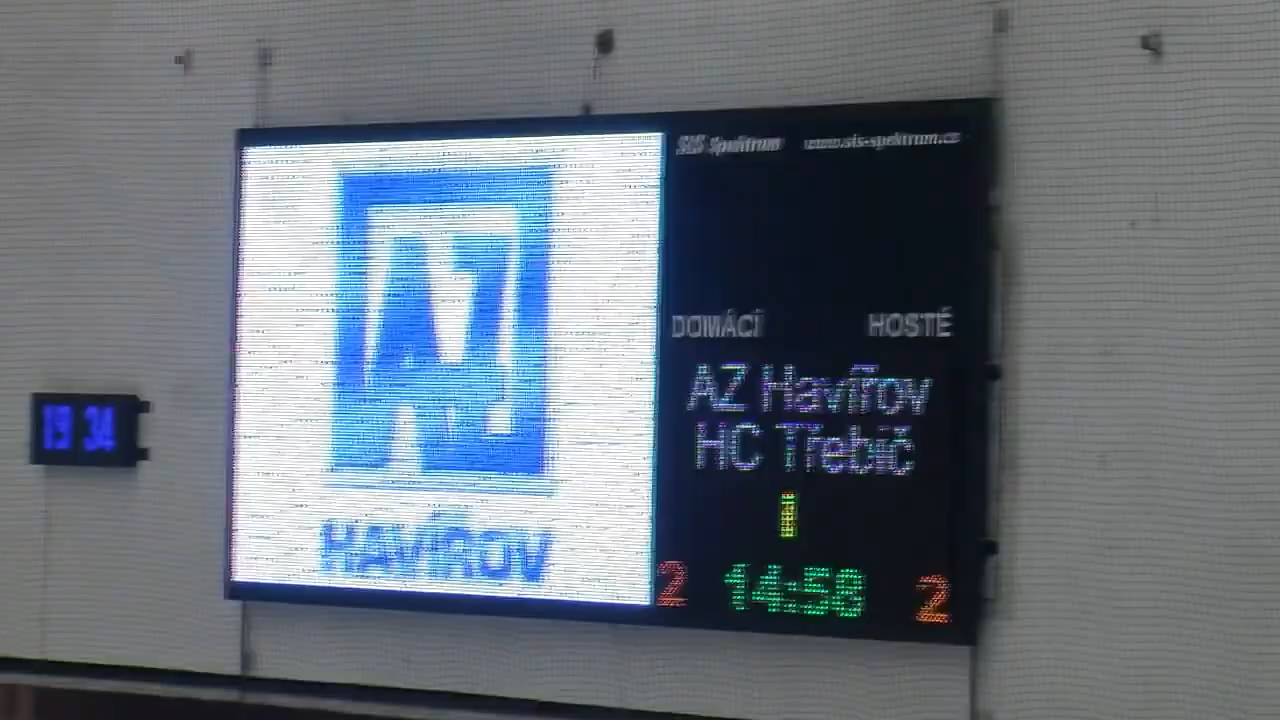 SIS Spektrum www.sis-spektrum.cz
AZ
HAVÍŘOV
DOMÁCÍ HOSTÉ
AZ Havířov
HC Třebíč
1
2 14:58 2
19 34